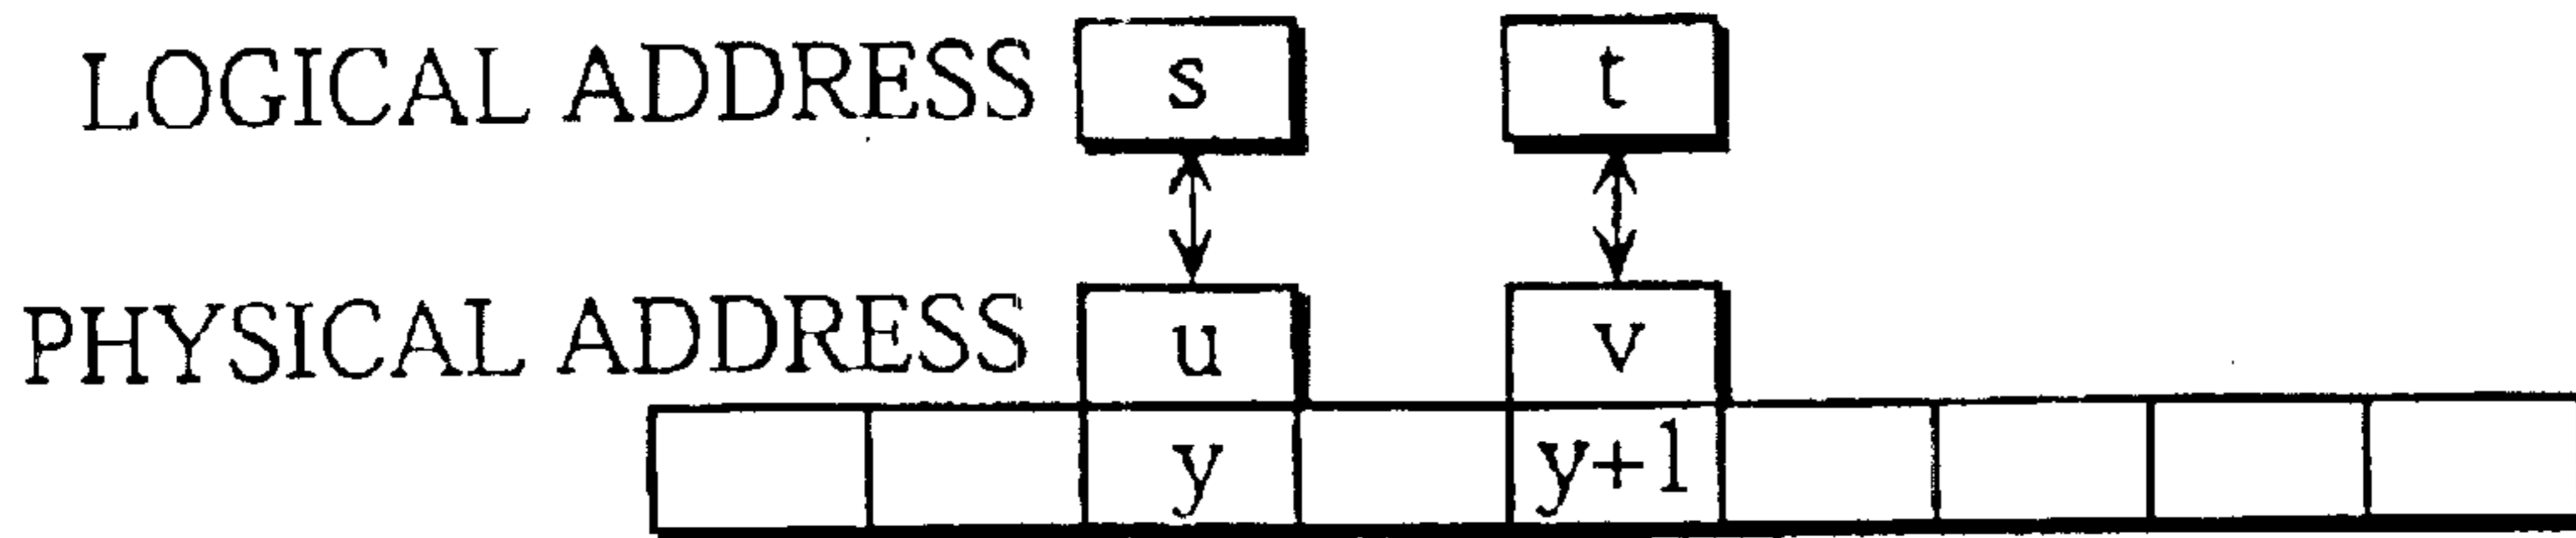 LOGICAL ADDRESS s t
PHYSICAL ADDRESS u v
y y+1